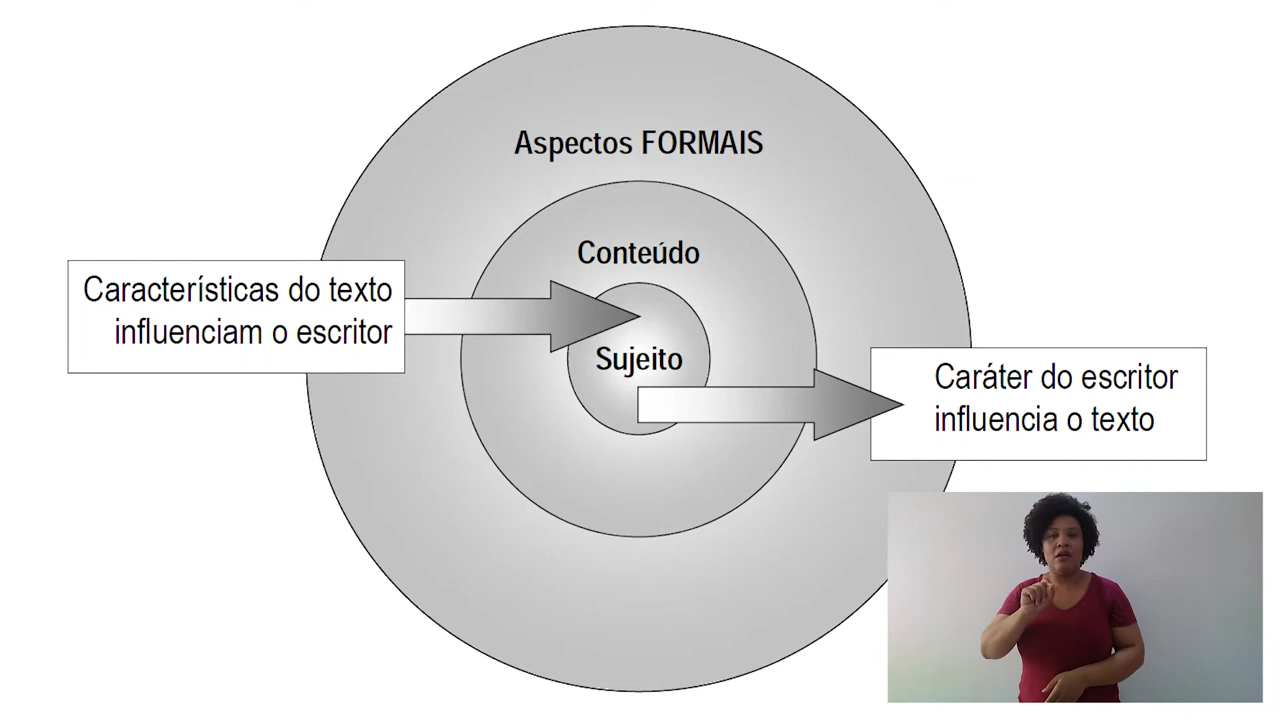 Aspectos FORMAIS
Conteúdo
Características do texto
influenciam o escritor
Sujeito
Caráter do escritor
influencia o texto